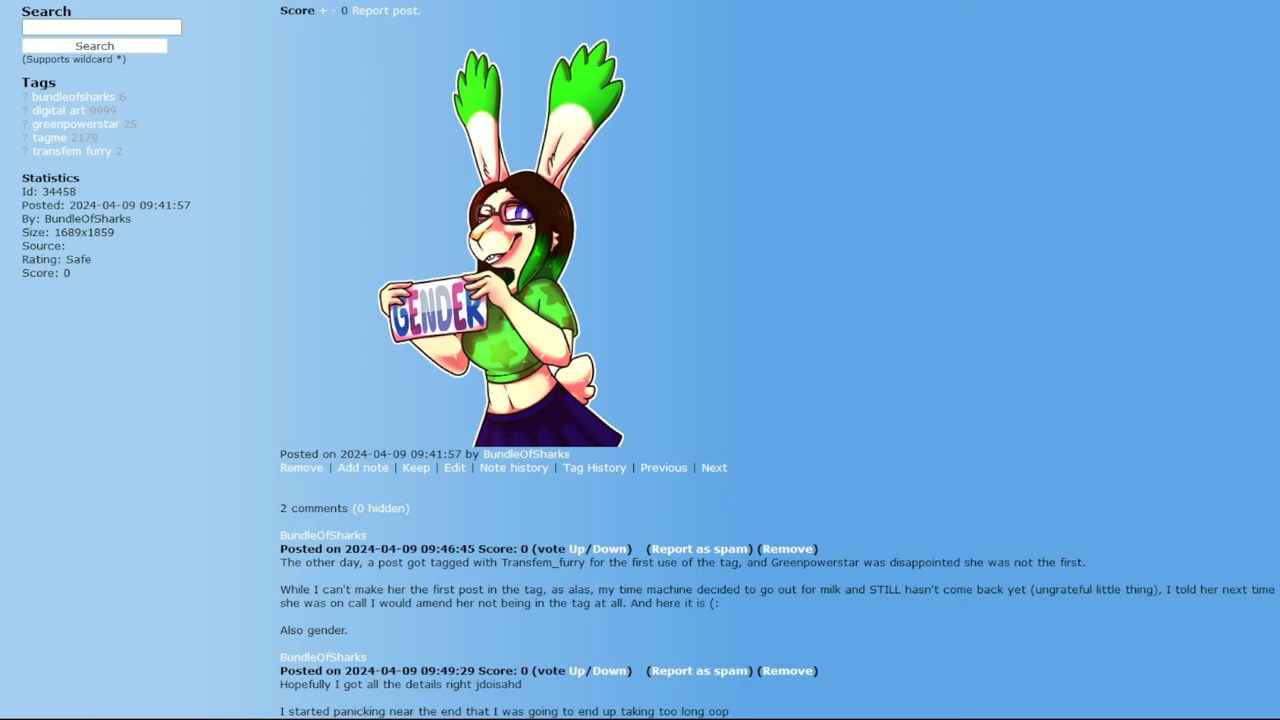 Search
Search
(Supports wildcard *)
Tags
? bundleofsharks 6
? digital art 9999
? greenpowerstar 25
? tagme 2179
? transfem furry 2
Statistics
Id: 34458
Posted: 2024-04-09 09:41:57
By: BundleOfSharks
Size: 1689x1859
Source:
Rating: Safe
Score: 0
Score + - 0 Report post.
GENDER
Posted on 2024-04-09 09:41:57 by BundleOfSharks
Remove | Add note | Keep | Edit | Note history | Tag History | Previous | Next
2 comments (0 hidden)
BundleOfSharks
Posted on 2024-04-09 09:46:45 Score: 0 (vote Up/Down) (Report as spam) (Remove)
The other day, a post got tagged with Transfem_furry for the first use of the tag, and Greenpowerstar was disappointed she was not the first.
While I can't make her the first post in the tag, as alas, my time machine decided to go out for milk and STILL hasn't come back yet (ungrateful little thing), I told her next time
she was on call I would amend her not being in the tag at all. And here it is (:
Also gender.
BundleOfSharks
Posted on 2024-04-09 09:49:29 Score: 0 (vote Up/Down) (Report as spam) (Remove)
Hopefully I got all the details right jdoisahd
I started panicking near the end that I was going to end up taking too long oop